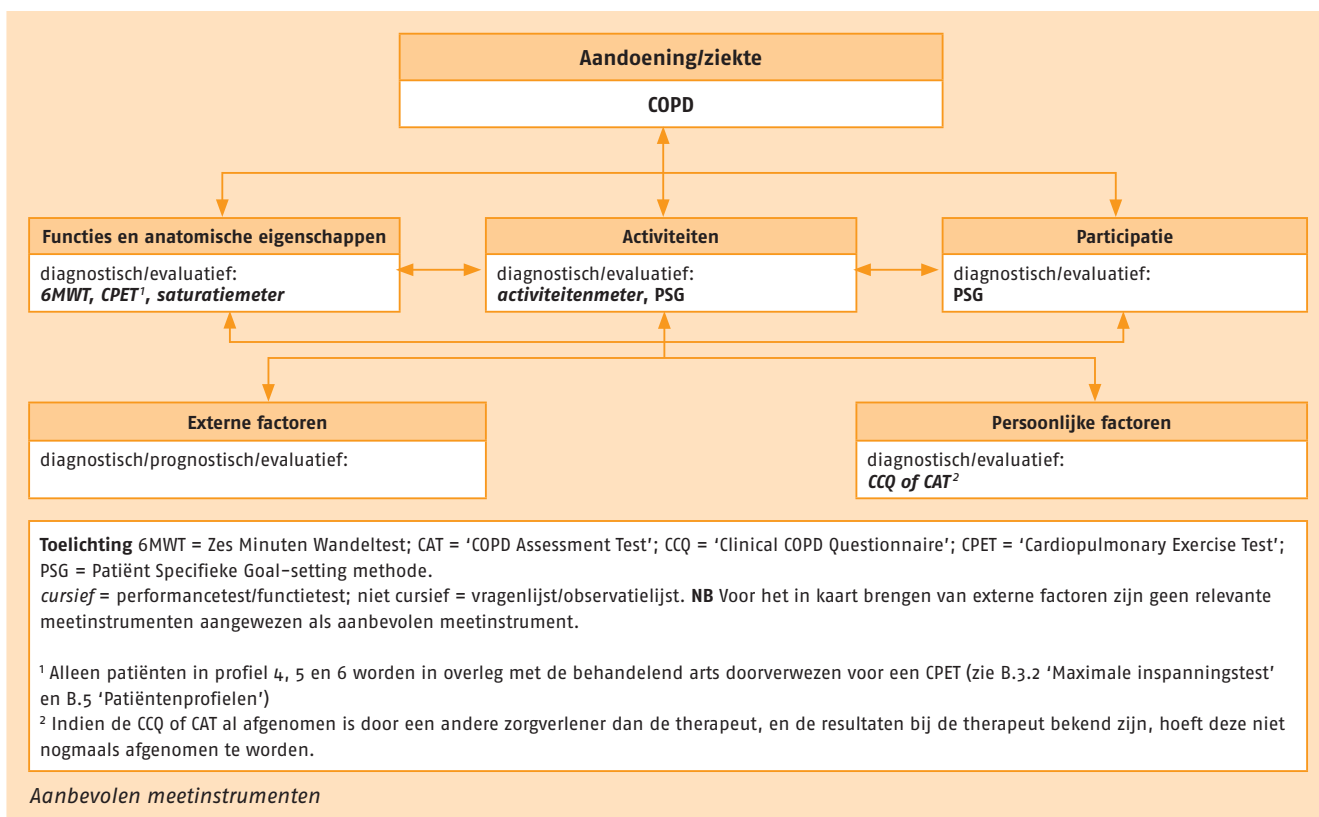 Aandoening/ziekte
COPD
Functies en anatomische eigenschappen
diagnostisch/evaluatief:
6MWT, CPET¹, saturatiemeter
Activiteiten
diagnostisch/evaluatief:
activiteitenmeter, PSG
Participatie
diagnostisch/evaluatief:
PSG
Externe factoren
diagnostisch/prognostisch/evaluatief:
Persoonlijke factoren
diagnostisch/evaluatief:
CCQ of CAT²
Toelichting 6MWT = Zes Minuten Wandeltest; CAT = ‘COPD Assessment Test’; CCQ = ‘Clinical COPD Questionnaire’; CPET = ‘Cardiopulmonary Exercise Test’;
PSG = Patiënt Specifieke Goal-setting methode.
cursief = performancetest/functietest; niet cursief = vragenlijst/observatielijst. NB Voor het in kaart brengen van externe factoren zijn geen relevante
meetinstrumenten aangewezen als aanbevolen meetinstrument.
¹ Alleen patiënten in profiel 4, 5 en 6 worden in overleg met de behandelend arts doorverwezen voor een CPET (zie B.3.2 ‘Maximale inspanningstest’
en B.5 ‘Patiëntenprofielen’)
² Indien de CCQ of CAT al afgenomen is door een andere zorgverlener dan de therapeut, en de resultaten bij de therapeut bekend zijn, hoeft deze niet
nogmaals afgenomen te worden.
Aanbevolen meetinstrumenten